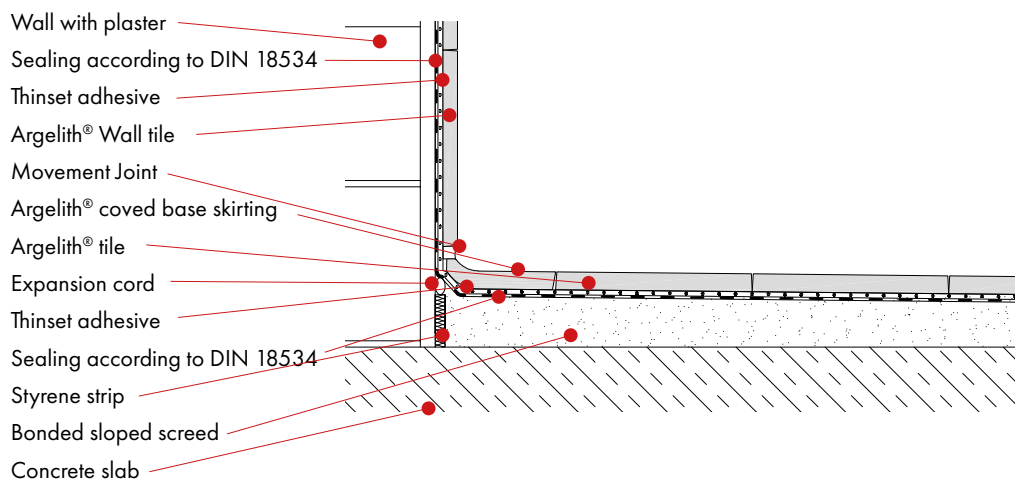 Wall with plaster
Sealing according to DIN 18534
Thinset adhesive
Argelith® Wall tile
Movement Joint
Argelith® coved base skirting
Argelith® tile
Expansion cord
Thinset adhesive
Sealing according to DIN 18534
Styrene strip
Bonded sloped screed
Concrete slab